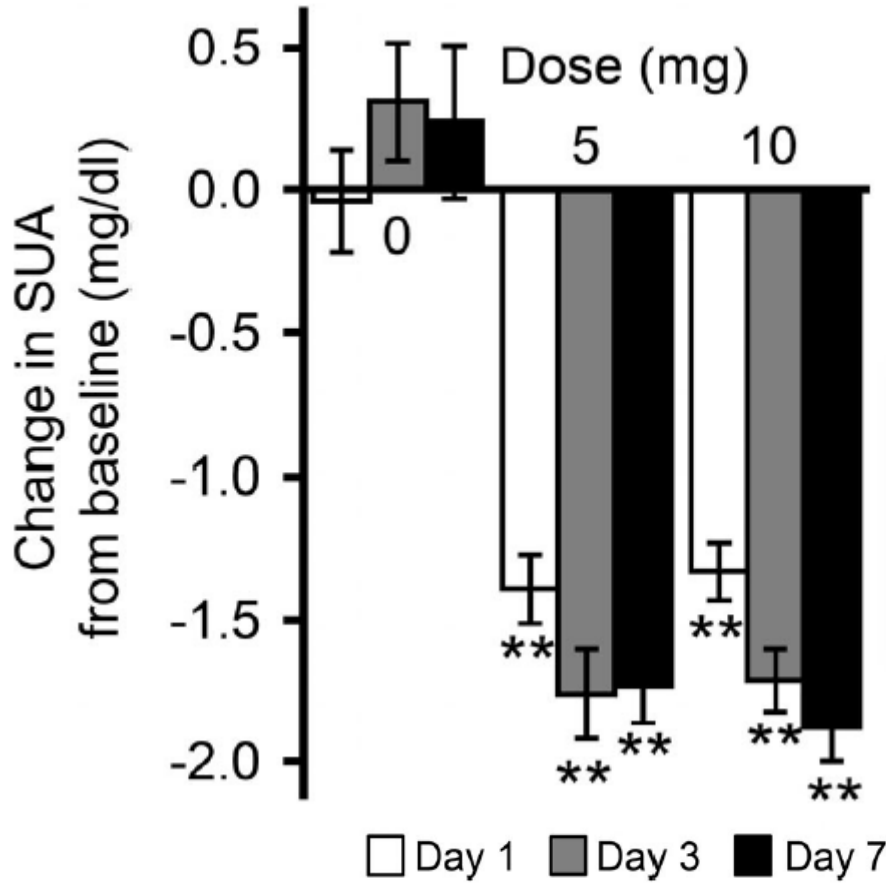 Change in SUA
from baseline (mg/dl)
0.5
0.0
-0.5
-1.0
-1.5
-2.0
Dose (mg)
0
5
10
**
**
**
**
**
**
Day 1
Day 3
Day 7